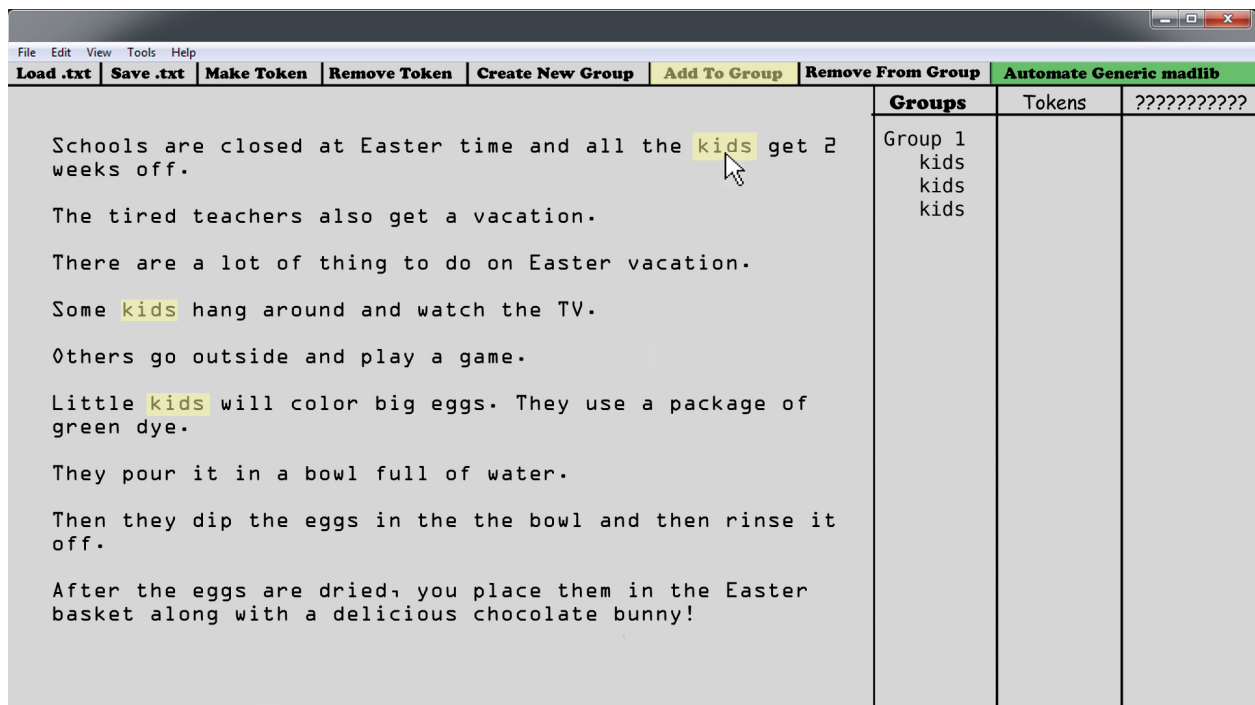 File Edit View Tools Help
Load .txt Save .txt Make Token Remove Token Create New Group Add To Group Remove From Group Automate Generic madlib
Groups Tokens ???????????
Schools are closed at Easter time and all the kids get 2
weeks off.
The tired teachers also get a vacation.
There are a lot of thing to do on Easter vacation.
Some kids hang around and watch the TV.
Others go outside and play a game.
Little kids will color big eggs. They use a package of
green dye.
They pour it in a bowl full of water.
Then they dip the eggs in the the bowl and then rinse it
off.
After the eggs are dried, you place them in the Easter
basket along with a delicious chocolate bunny!
Group 1
kids
kids
kids